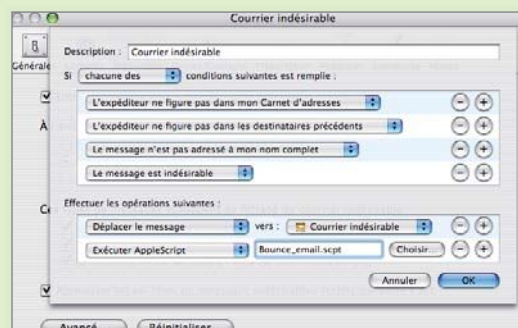 Courrier indésirable
8
Générale
Description : Courrier indésirable
Si chacune des conditions suivantes est remplie :
L'expéditeur ne figure pas dans mon Carnet d'adresses
À
L'expéditeur ne figure pas dans les destinataires précédents
Le message n'est pas adressé à mon nom complet
Le message est indésirable
Effectuer les opérations suivantes :
Déplacer le message vers : Courrier indésirable
Exécuter AppleScript Bounce_email.scpt Choisir...
Annuler OK
Avancé... Réinitialiser...